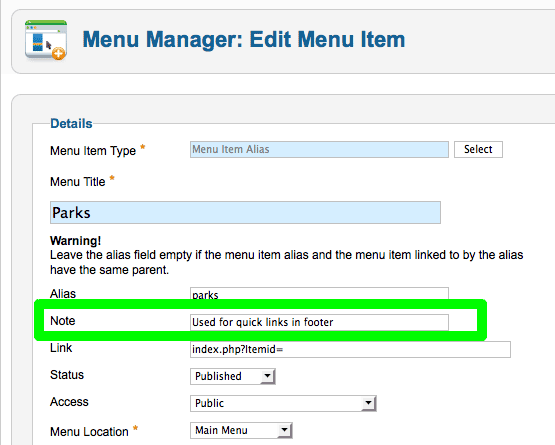 Menu Manager: Edit Menu Item
Details
Menu Item Type *
Menu Item Alias
Select
Menu Title *
Parks
Warning!
Leave the alias field empty if the menu item alias and the menu item linked to by the alias
have the same parent.
Alias
parks
Note
Used for quick links in footer
Link
index.php?Itemid=
Status
Published
Access
Public
Menu Location *
Main Menu